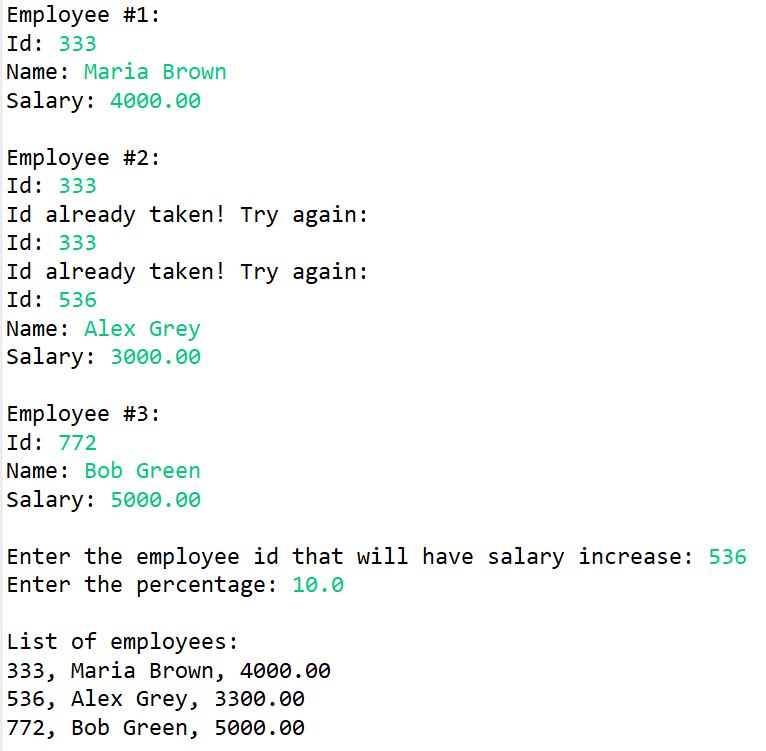 Employee #1:
Id: 333
Name: Maria Brown
Salary: 4000.00
Employee #2:
Id: 333
Id already taken! Try again:
Id: 333
Id already taken! Try again:
Id: 536
Name: Alex Grey
Salary: 3000.00
Employee #3:
Id: 772
Name: Bob Green
Salary: 5000.00
Enter the employee id that will have salary increase: 536
Enter the percentage: 10.0
List of employees:
333, Maria Brown, 4000.00
536, Alex Grey, 3300.00
772, Bob Green, 5000.00